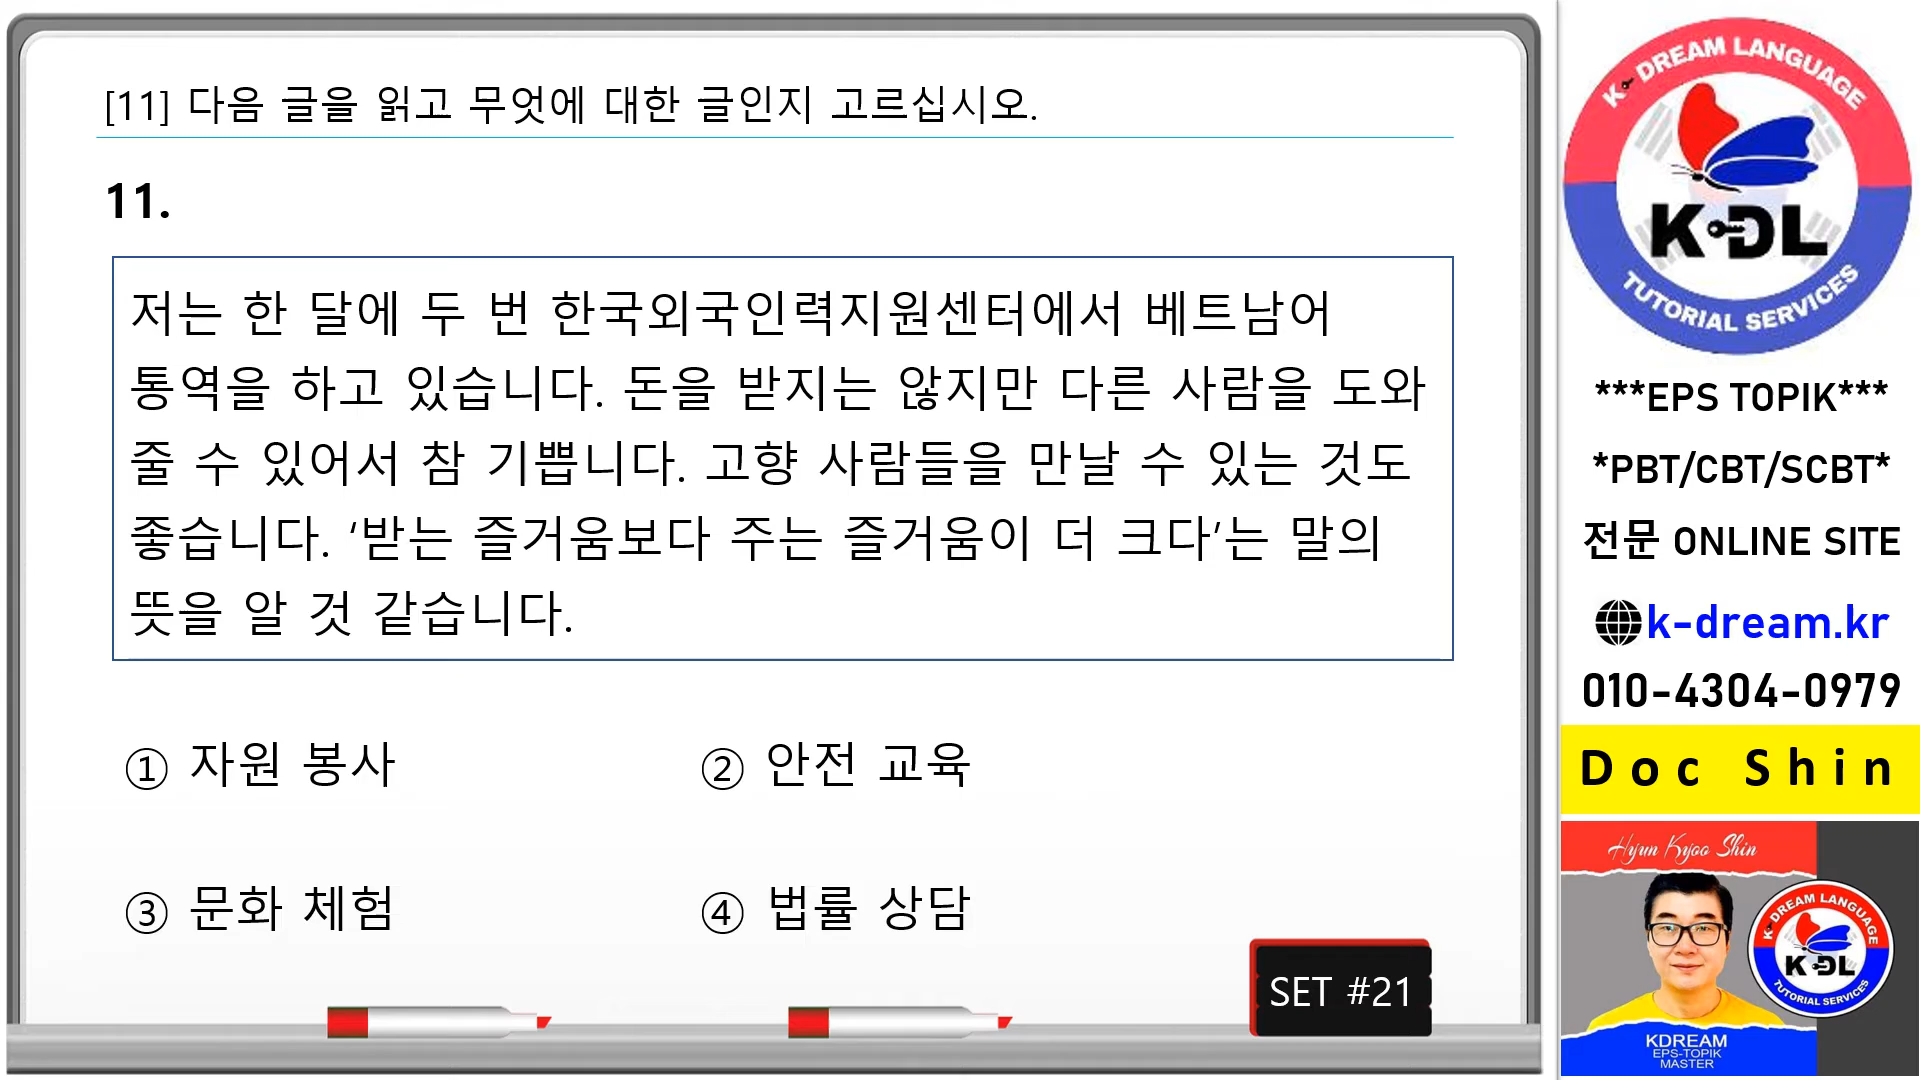 [11] 다음 글을 읽고 무엇에 대한 글인지 고르십시오.
11.
저는 한 달에 두 번 한국외국인력지원센터에서 베트남어
통역을 하고 있습니다. 돈을 받지는 않지만 다른 사람을 도와
줄 수 있어서 참 기쁩니다. 고향 사람들을 만날 수 있는 것도
좋습니다. ‘받는 즐거움보다 주는 즐거움이 더 크다’는 말의
뜻을 알 것 같습니다.
① 자원 봉사
② 안전 교육
③ 문화 체험
④ 법률 상담
SET #21
K DREAM LANGUAGE
K DL
TUTORIAL SERVICES
***EPS TOPIK***
*PBT/CBT/SCBT*
전문 ONLINE SITE
k-dream.kr
010-4304-0979
Doc Shin
Hyun Kyoo Shin
K DREAM LANGUAGE
K DL
TUTORIAL SERVICES
KDREAM
EPS-TOPIK
MASTER